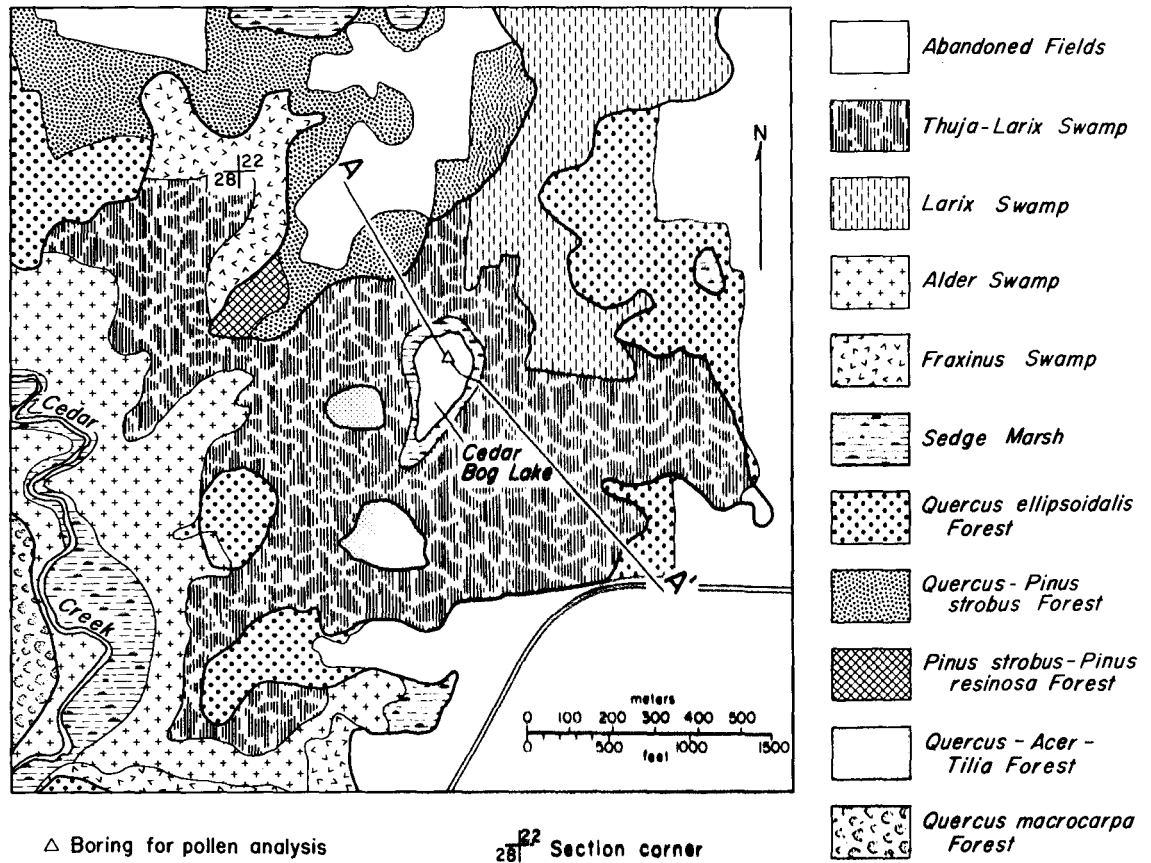 22
28
A
N
Cedar
Creek
Cedar
Bog Lake
A'
meters
0 100 200 300 400 500
0 500 1000 1500
feet
Abandoned Fields
Thuja-Larix Swamp
Larix Swamp
Alder Swamp
Fraxinus Swamp
Sedge Marsh
Quercus ellipsoidalis
Forest
Quercus - Pinus
strobus Forest
Pinus strobus-Pinus
resinosa Forest
Quercus - Acer -
Tilia Forest
Quercus macrocarpa
Forest
△ Boring for pollen analysis
22
28 Section corner